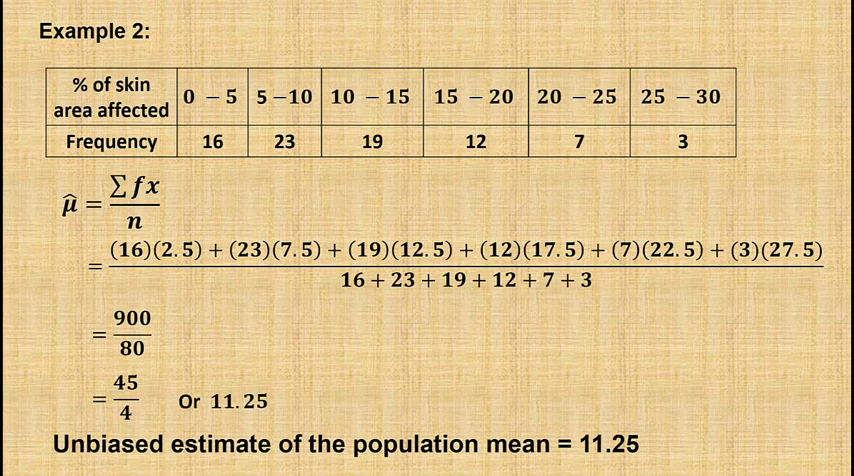 Example 2:
% of skin area affected 0 – 5 5 –10 10 – 15 15 – 20 20 – 25 25 – 30
Frequency 16 23 19 12 7 3
μ̂ = ∑ fx / n
= (16)(2.5) + (23)(7.5) + (19)(12.5) + (12)(17.5) + (7)(22.5) + (3)(27.5) / 16 + 23 + 19 + 12 + 7 + 3
= 900 / 80
= 45 / 4 Or 11.25
Unbiased estimate of the population mean = 11.25